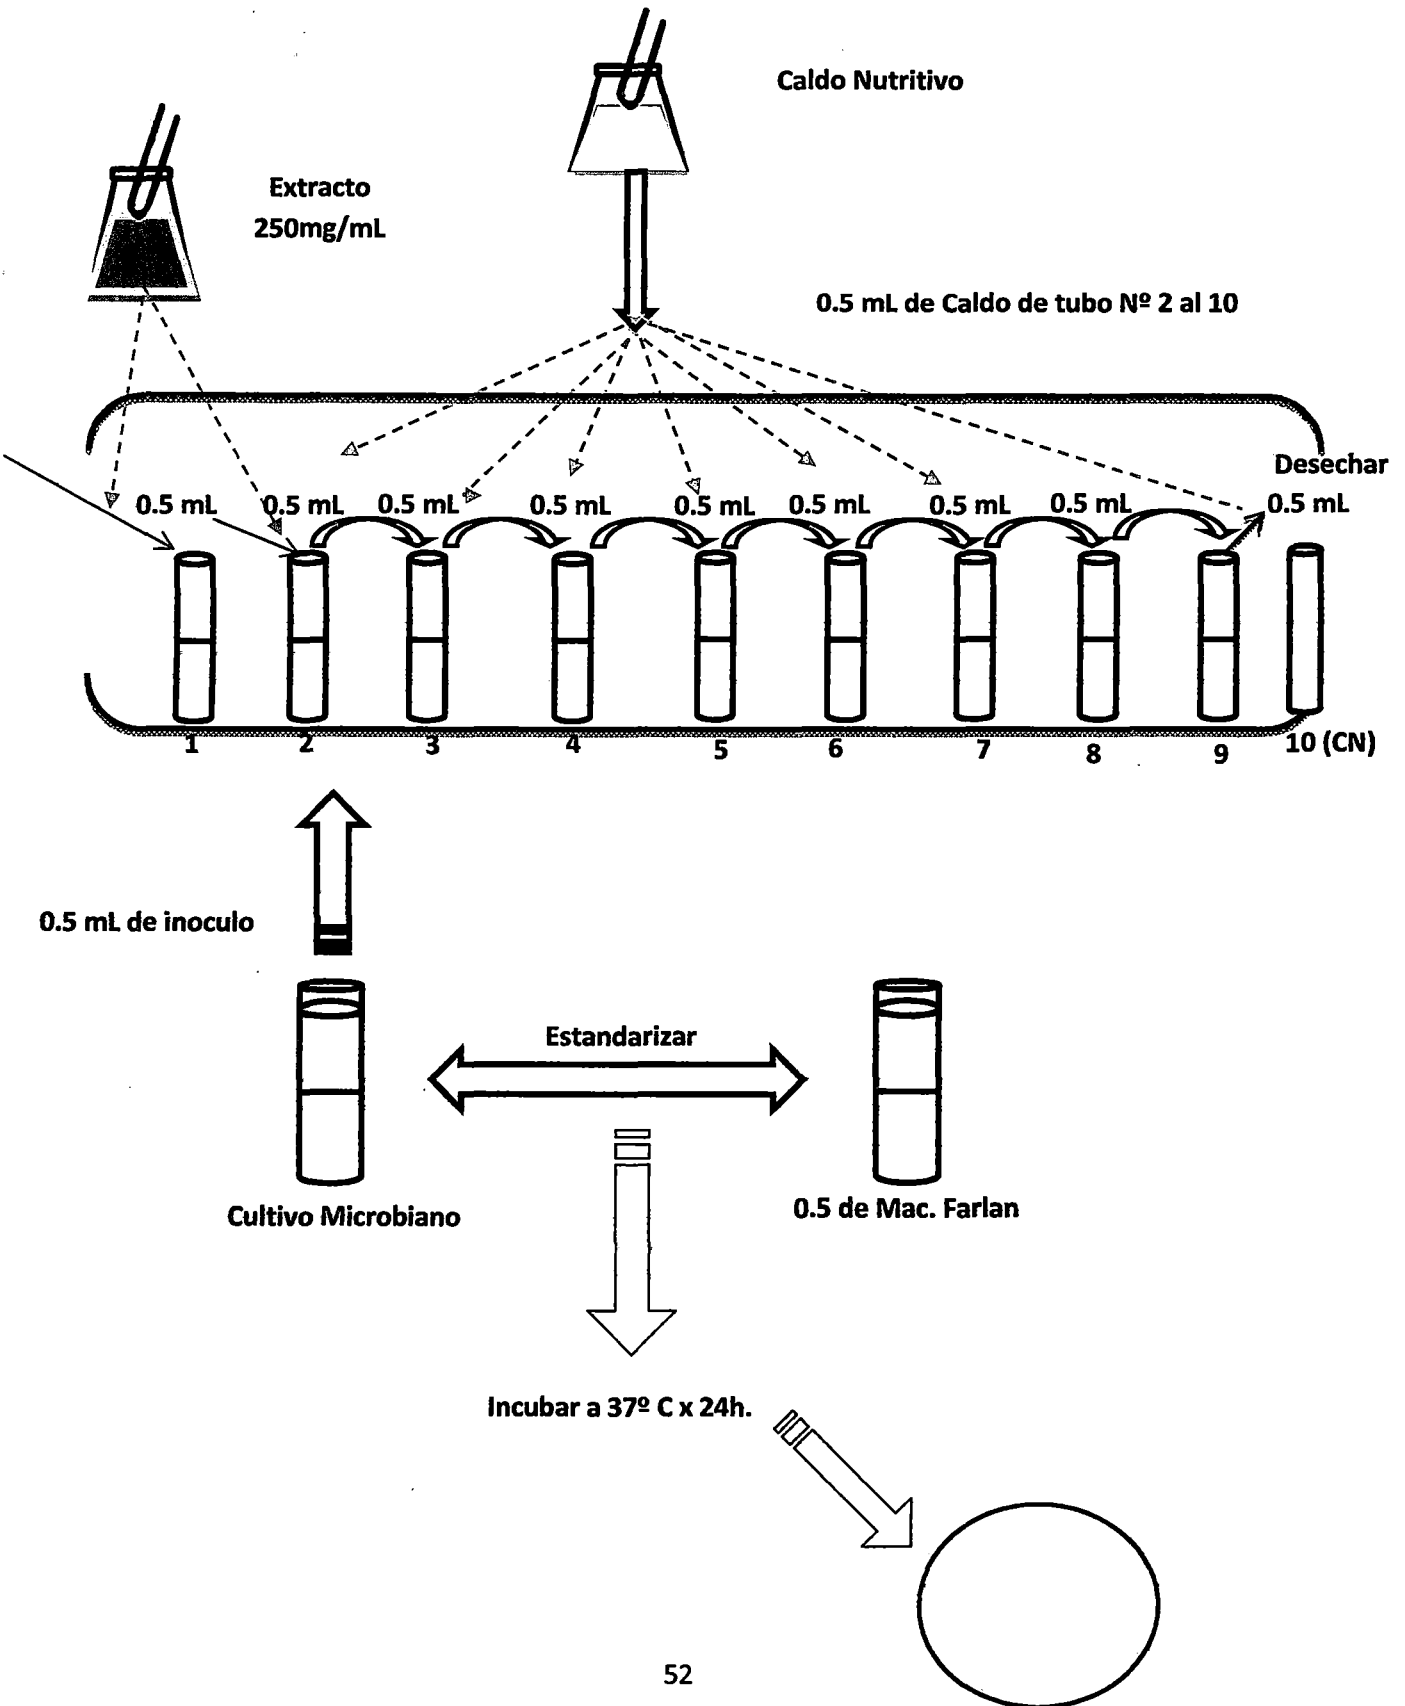 Caldo Nutritivo
Extracto
250mg/mL
0.5 mL de Caldo de tubo Nº 2 al 10
Desechar
0.5 mL 0.5 mL 0.5 mL 0.5 mL 0.5 mL 0.5 mL 0.5 mL 0.5 mL 0.5 mL
1 2 3 4 5 6 7 8 9 10 (CN)
0.5 mL de inoculo
Estandarizar
Cultivo Microbiano
0.5 de Mac. Farlan
Incubar a 37º C x 24h.
52